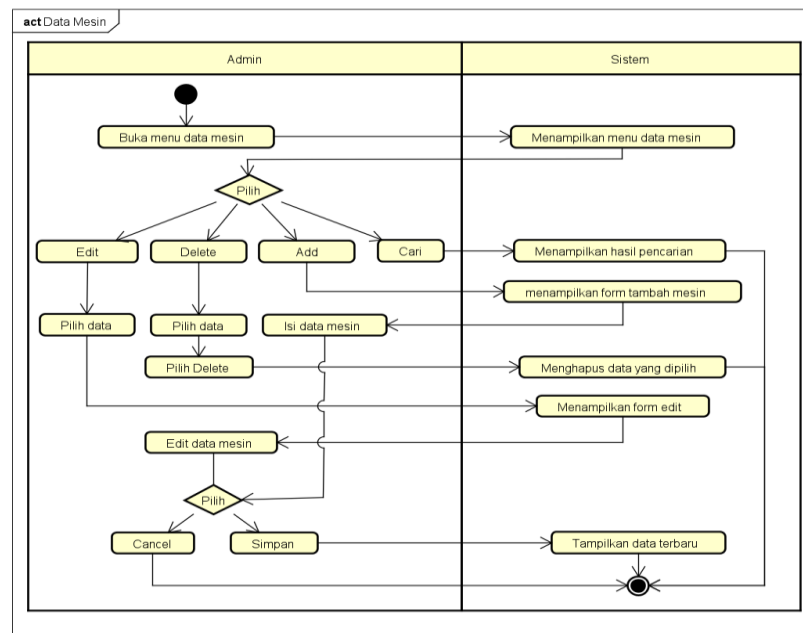 act Data Mesin
Admin
Sistem
Buka menu data mesin
Menampilkan menu data mesin
Pilih
Edit
Delete
Add
Cari
Menampilkan hasil pencarian
menampilkan form tambah mesin
Pilih data
Pilih data
Isi data mesin
Pilih Delete
Menghapus data yang dipilih
Menampilkan form edit
Edit data mesin
Pilih
Cancel
Simpan
Tampilkan data terbaru